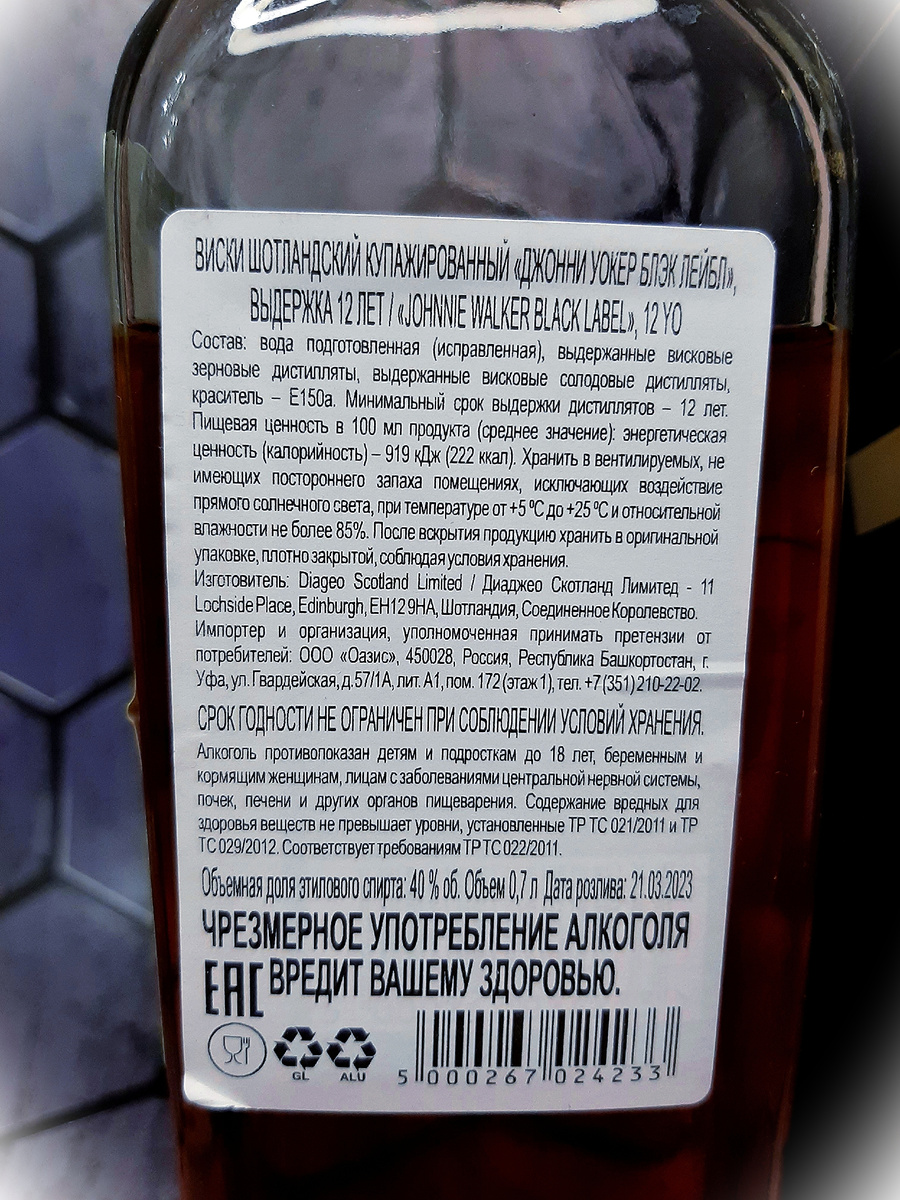 ВИСКИ ШОТЛАНДСКИЙ КУПАЖИРОВАННЫЙ «ДЖОННИ УОКЕР БЛЭК ЛЕЙБЛ»,
ВЫДЕРЖКА 12 ЛЕТ / «JOHNNIE WALKER BLACK LABEL», 12 YO
Состав: вода подготовленная (исправленная), выдержанные висковые
зерновые дистилляты, выдержанные висковые солодовые дистилляты,
краситель – Е150а. Минимальный срок выдержки дистиллятов – 12 лет.
Пищевая ценность в 100 мл продукта (среднее значение): энергетическая
ценность (калорийность) – 919 кДж (222 ккал). Хранить в вентилируемых, не
имеющих постороннего запаха помещениях, исключающих воздействие
прямого солнечного света, при температуре от +5 ºС до +25 ºС и относительной
влажности не более 85%. После вскрытия продукцию хранить в оригинальной
упаковке, плотно закрытой, соблюдая условия хранения.
Изготовитель: Diageo Scotland Limited / Диаджео Скотланд Лимитед - 11
Lochside Place, Edinburgh, EH12 9HA, Шотландия, Соединенное Королевство.
Импортер и организация, уполномоченная принимать претензии от
потребителей: ООО «Оазис», 450028, Россия, Республика Башкортостан, г.
Уфа, ул. Гвардейская, д.57/1А, лит. А1, пом. 172 (этаж 1), тел. +7 (351) 210-22-02.
СРОК ГОДНОСТИ НЕ ОГРАНИЧЕН ПРИ СОБЛЮДЕНИИ УСЛОВИЙ ХРАНЕНИЯ.
Алкоголь противопоказан детям и подросткам до 18 лет, беременным и
кормящим женщинам, лицам с заболеваниями центральной нервной системы,
почек, печени и других органов пищеварения. Содержание вредных для
здоровья веществ не превышает уровни, установленные ТР ТС 021/2011 и ТР
ТС 029/2012. Соответствует требованиям ТР ТС 022/2011.
Объемная доля этилового спирта: 40 % об. Объем 0,7 л Дата розлива: 21.03.2023
ЧРЕЗМЕРНОЕ УПОТРЕБЛЕНИЕ АЛКОГОЛЯ
ЕАС ВРЕДИТ ВАШЕМУ ЗДОРОВЬЮ.
GL ALU 5 000267 024233